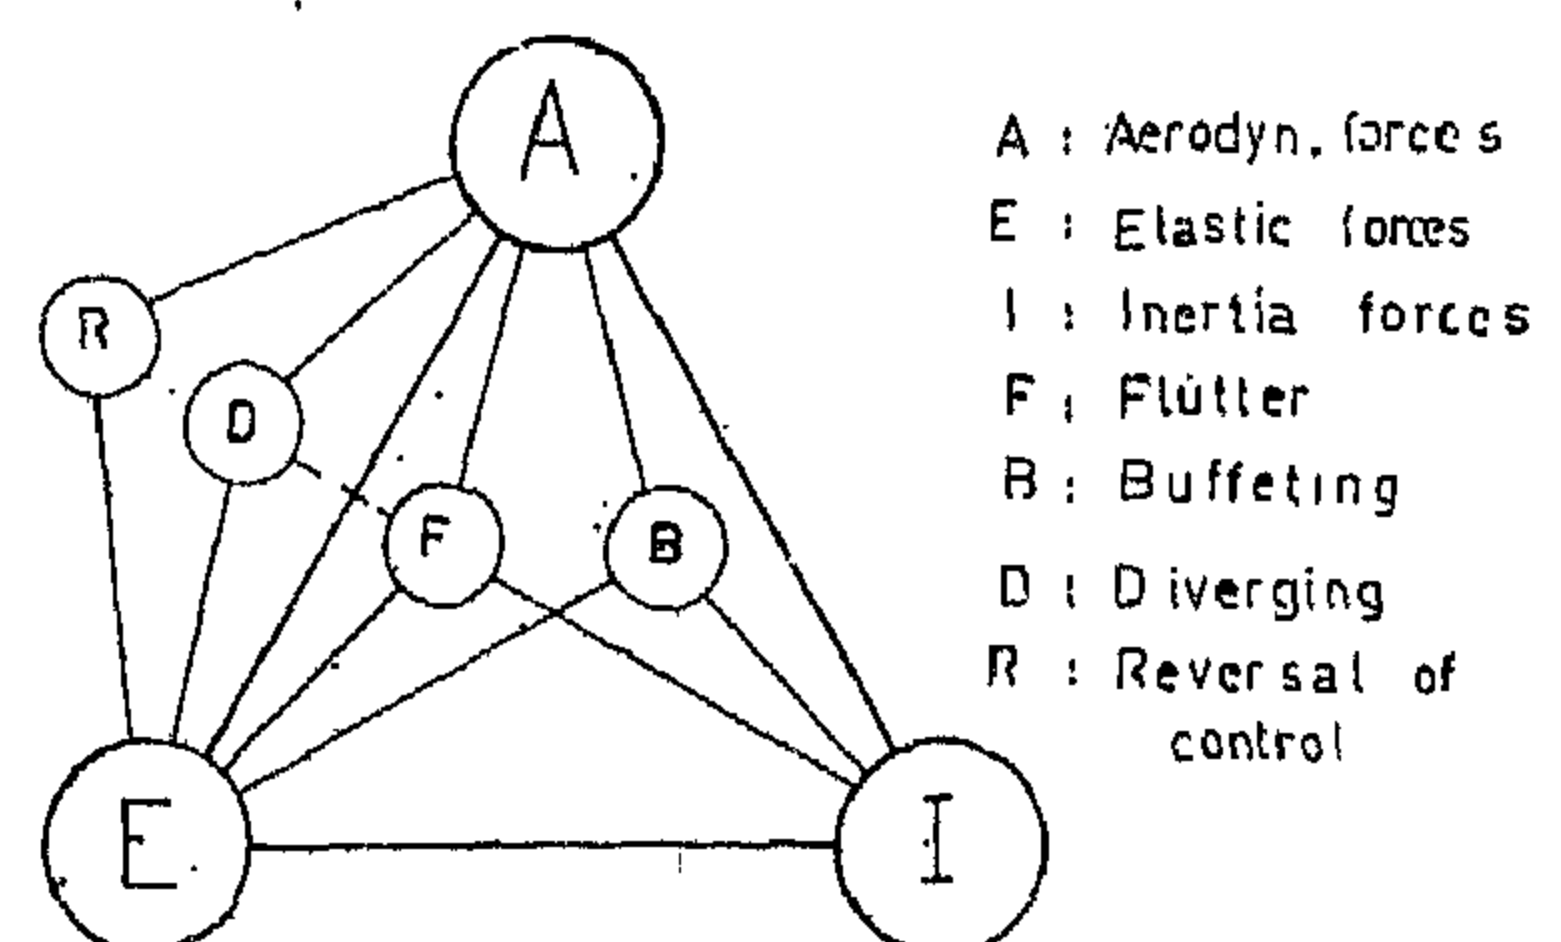 A
R
D
F
B
E
I
A : Aerodyn. forces
E : Elastic forces
I : Inertia forces
F : Flutter
B : Buffeting
D : Diverging
R : Reversal of
control